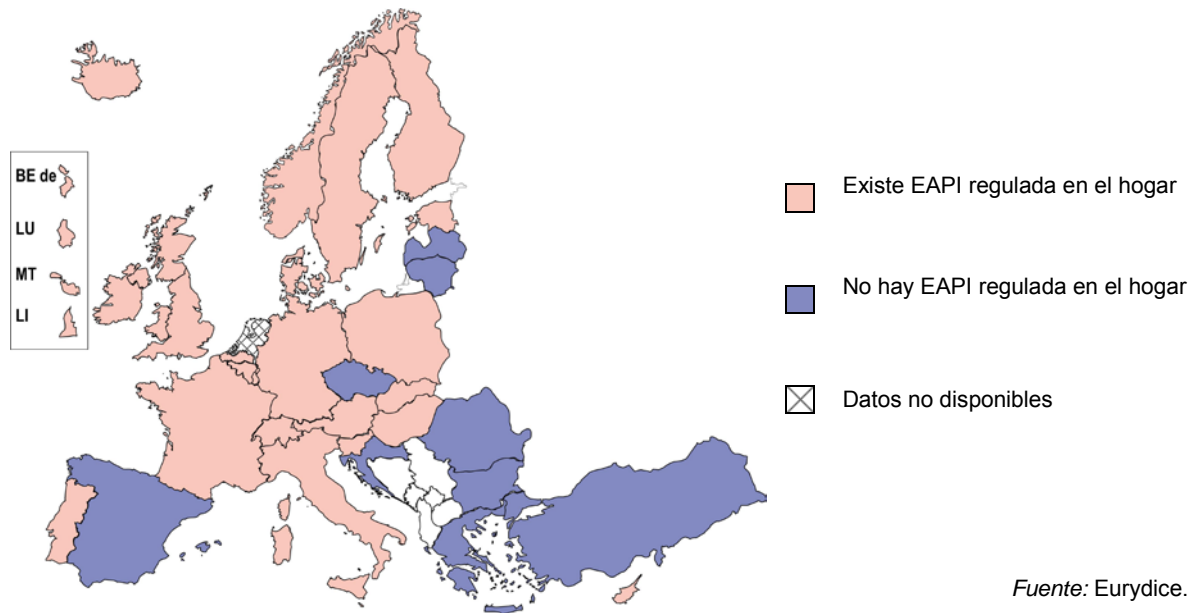 BE de
LU
MT
LI
Existe EAPI regulada en el hogar
No hay EAPI regulada en el hogar
Datos no disponibles
Fuente: Eurydice.